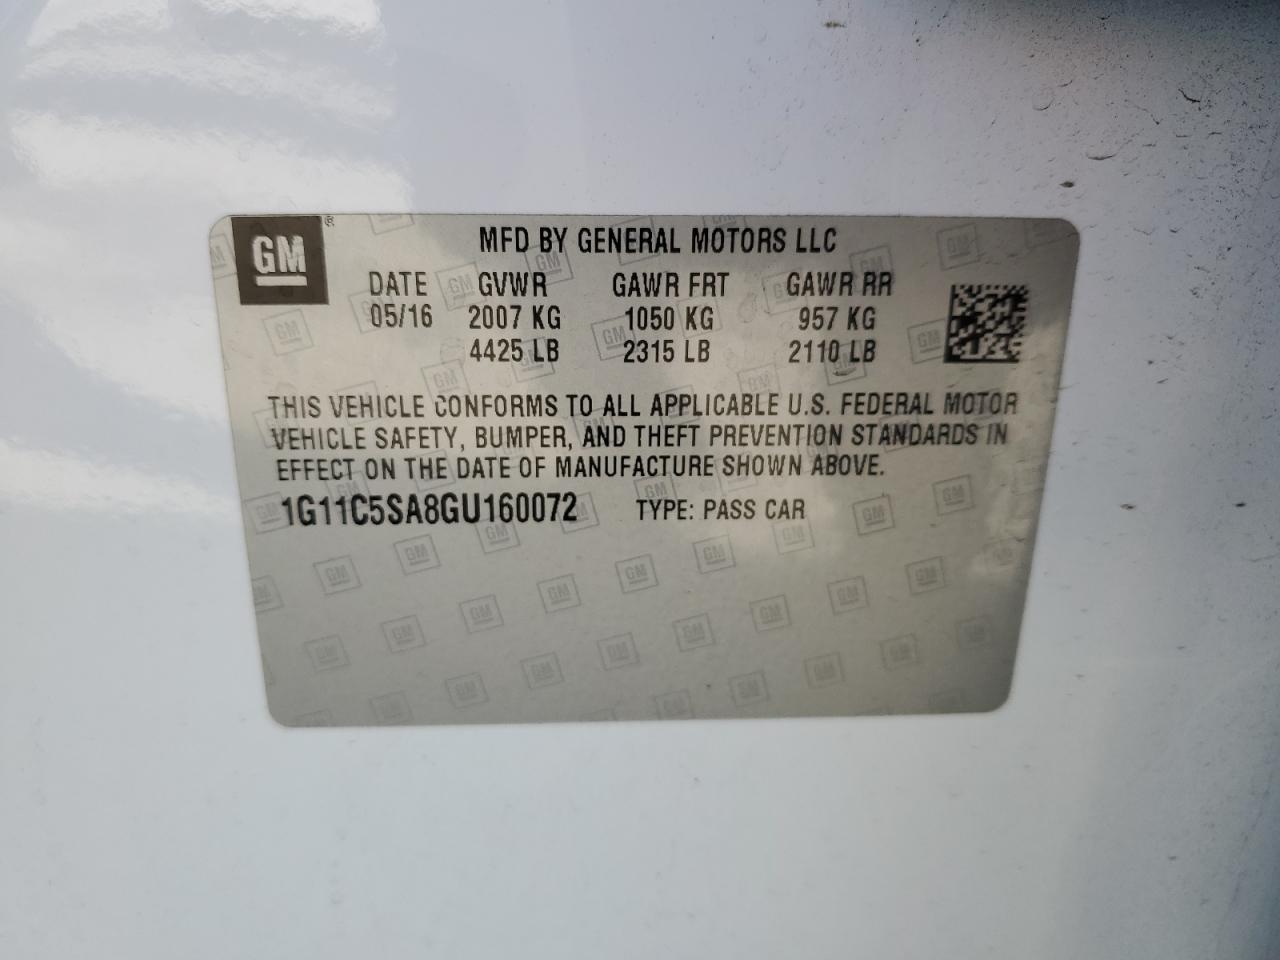 GM ®
MFD BY GENERAL MOTORS LLC
DATE GVWR GAWR FRT GAWR RR
05/16 2007 KG 1050 KG 957 KG
4425 LB 2315 LB 2110 LB
THIS VEHICLE CONFORMS TO ALL APPLICABLE U.S. FEDERAL MOTOR
VEHICLE SAFETY, BUMPER, AND THEFT PREVENTION STANDARDS IN
EFFECT ON THE DATE OF MANUFACTURE SHOWN ABOVE.
1G11C5SA8GU160072 TYPE: PASS CAR